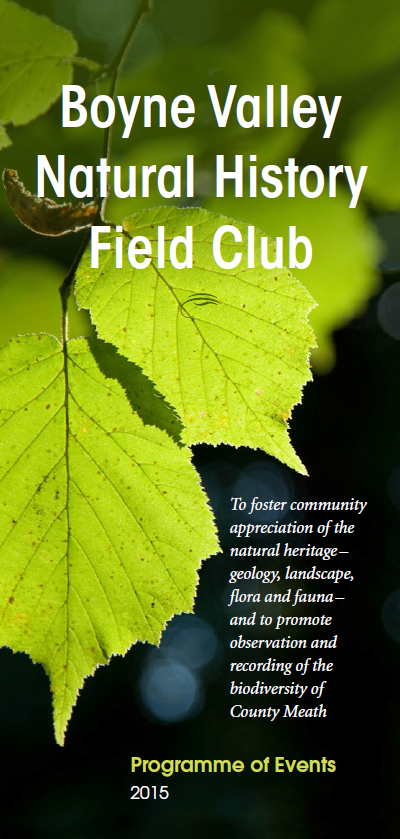 Boyne Valley
Natural History
Field Club
To foster community
appreciation of the
natural heritage–
geology, landscape,
flora and fauna–
and to promote
observation and
recording of the
biodiversity of
County Meath
Programme of Events
2015